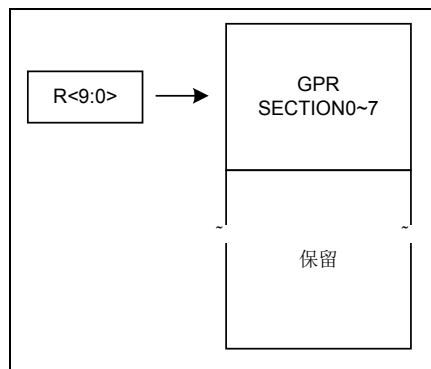 R<9:0>
GPR
SECTION0~7
~ ~
保留